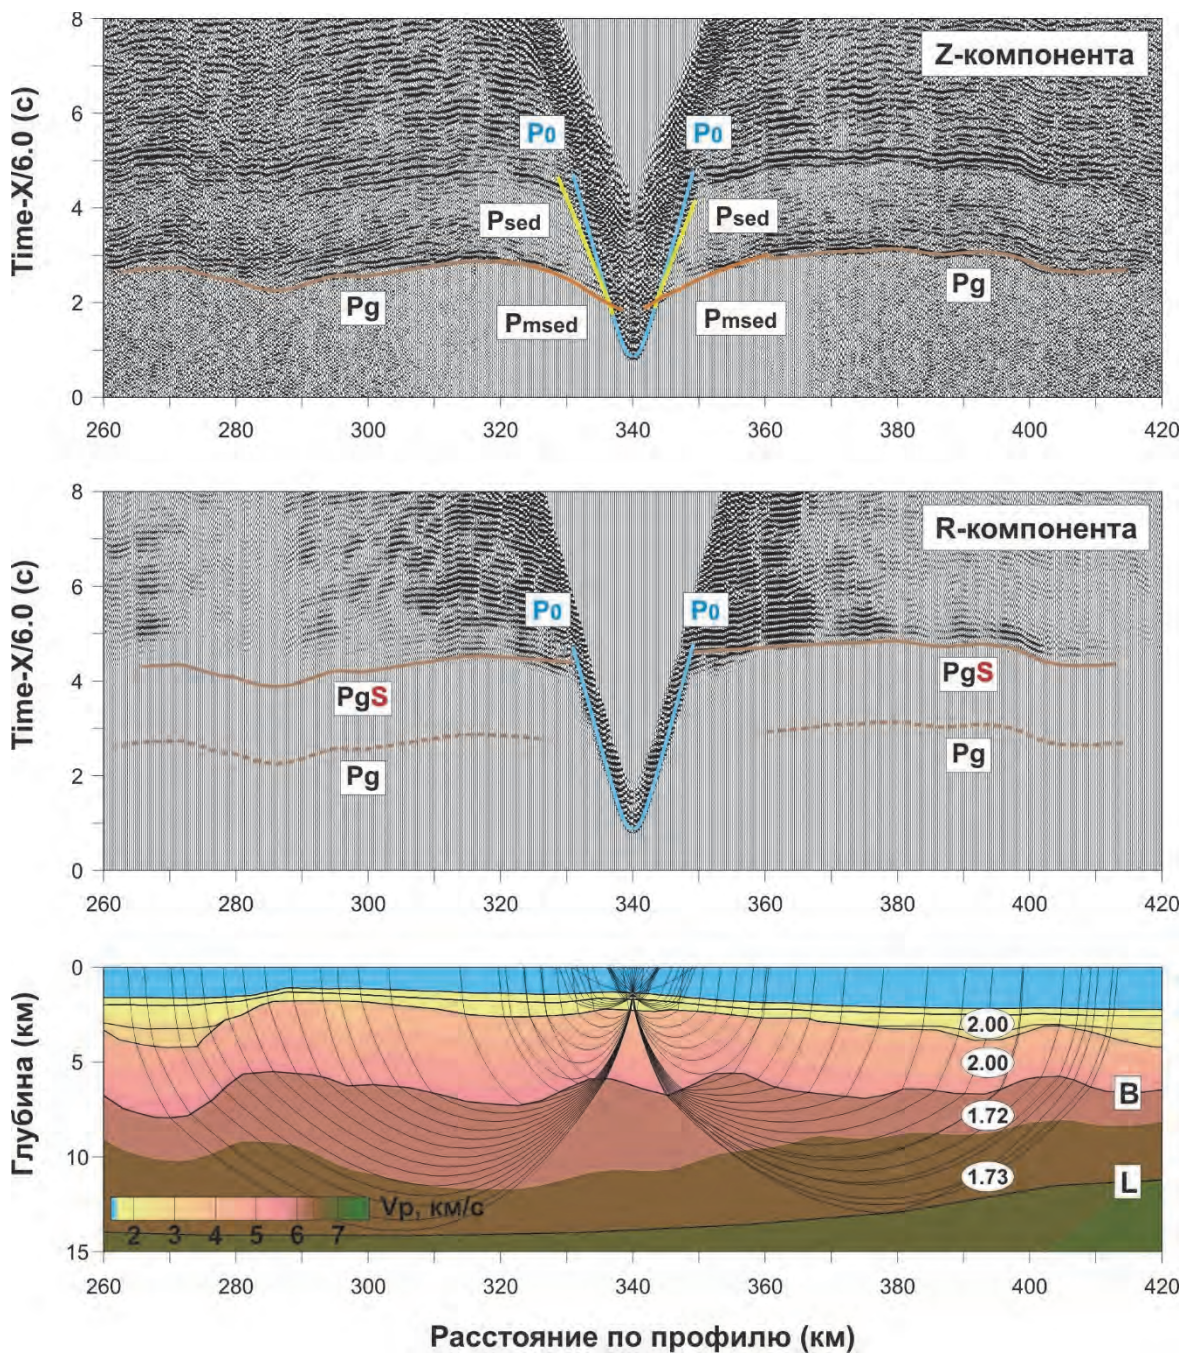 Z-компонента
Time-X/6.0 (с)
8
6
4
2
0
P0 P0
Psed Psed
Pg Pg
Pmsed Pmsed
260 280 300 320 340 360 380 400 420
R-компонента
Time-X/6.0 (с)
8
6
4
2
0
P0 P0
PgS PgS
Pg Pg
260 280 300 320 340 360 380 400 420
Глубина (км)
0
5
10
15
2.00
2.00
B
1.72
1.73
L
Vp, км/с
2 3 4 5 6 7
260 280 300 320 340 360 380 400 420
Расстояние по профилю (км)